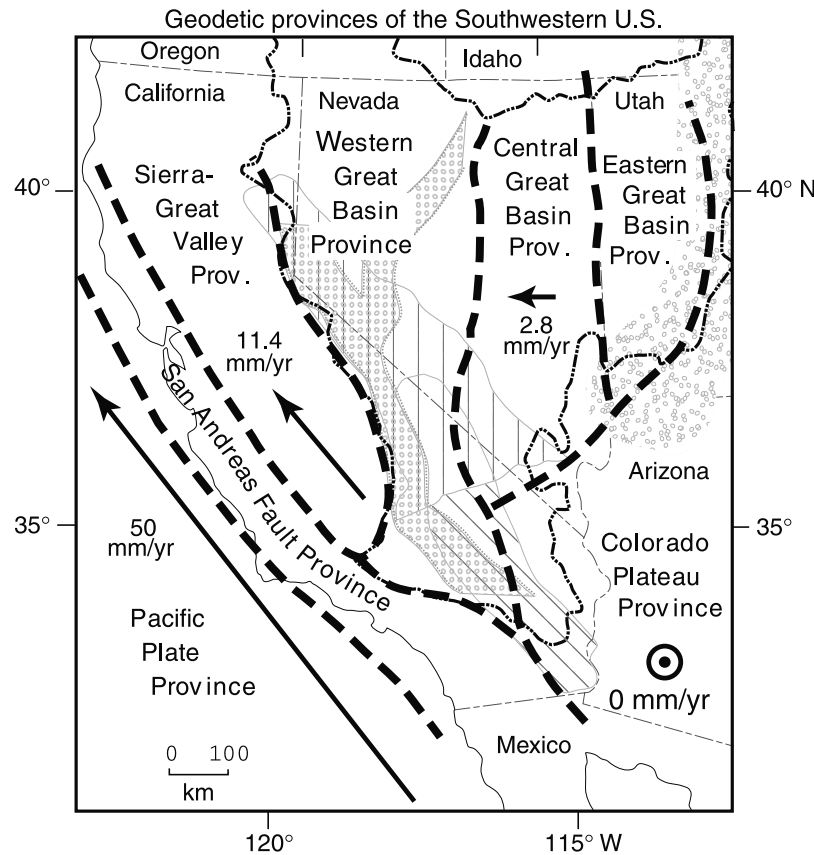 Geodetic provinces of the Southwestern U.S.
Oregon
Idaho
California
Nevada
Utah
Western
Great
Basin
Province
Central
Great
Basin
Prov.
Eastern
Great
Basin
Prov.
Sierra-
Great
Valley
Prov.
40°
40° N
2.8
mm/yr
11.4
mm/yr
San Andreas Fault Province
Arizona
35°
35°
50
mm/yr
Colorado
Plateau
Province
Pacific
Plate
Province
0 mm/yr
Mexico
0 100
km
120°
115° W